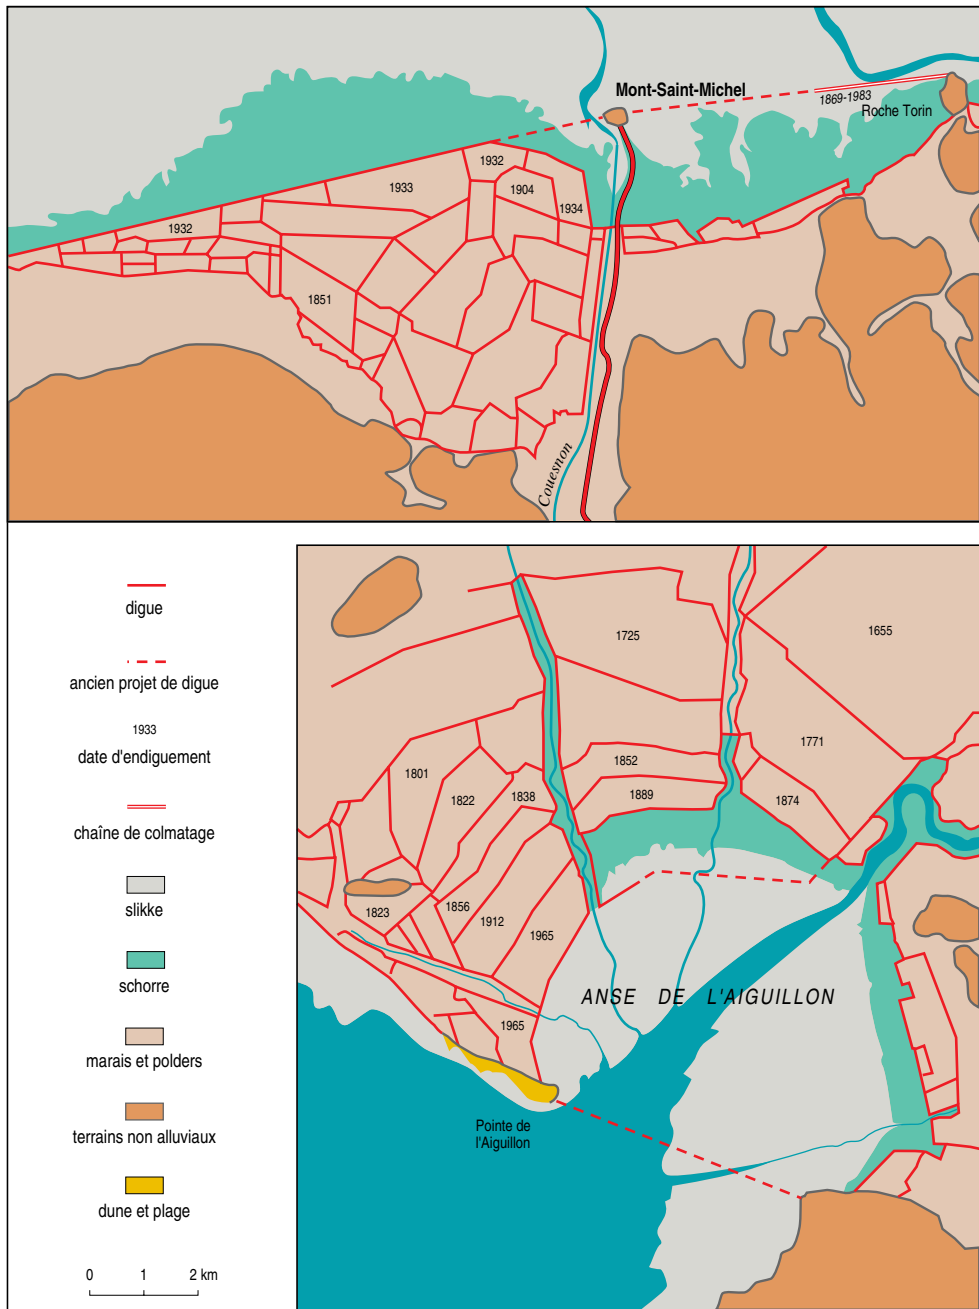 Mont-Saint-Michel
1869-1983
Roche Torin
1932
1933
1904
1934
1932
1851
Couesnon
digue
ancien projet de digue
1933
date d'endiguement
chaîne de colmatage
slikke
schorre
marais et polders
terrains non alluviaux
dune et plage
0 1 2 km
1725
1655
1771
1852
1801
1822
1838
1889
1874
1823
1856
1912
1965
ANSE DE L'AIGUILLON
1965
Pointe de
l'Aiguillon